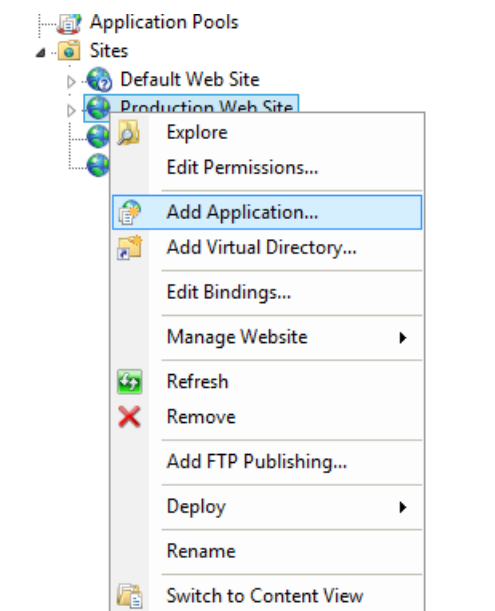 Application Pools
Sites
Default Web Site
Production Web Site
Explore
Edit Permissions...
Add Application...
Add Virtual Directory...
Edit Bindings...
Manage Website
Refresh
Remove
Add FTP Publishing...
Deploy
Rename
Switch to Content View